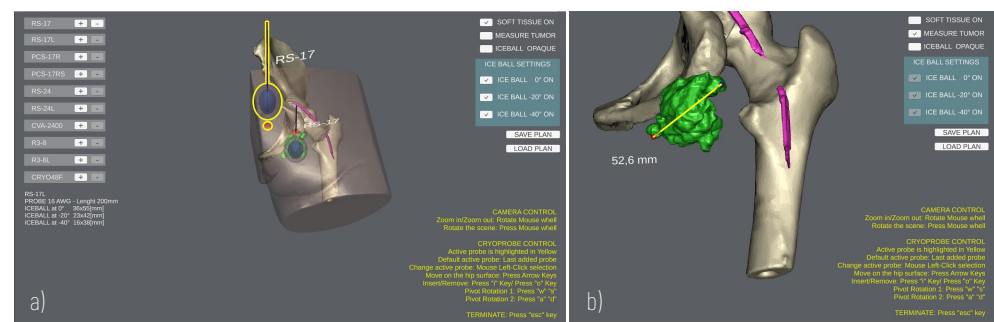 RS-17 + -
RS-17L + -
PCS-17R + -
PCS-17RS + -
RS-24 + -
RS-24L + -
CVA-2400 + -
R3-8 + -
R3-8L + -
CRYO48F + -
RS-17L
PROBE 16 AWG - Lenght 200mm
ICEBALL at 0° 36x55[mm]
ICEBALL at -20° 23x42[mm]
ICEBALL at -40° 16x38[mm]
RS-17
RS-17
SOFT TISSUE ON
MEASURE TUMOR
ICEBALL OPAQUE
ICE BALL SETTINGS
ICE BALL 0° ON
ICE BALL -20° ON
ICE BALL -40° ON
SAVE PLAN
LOAD PLAN
CAMERA CONTROL
Zoom in/Zoom out: Rotate Mouse whell
Rotate the scene: Press Mouse whell
CRYOPROBE CONTROL
Active probe is highlighted in Yellow
Default active probe: Last added probe
Change active probe: Mouse Left-Click selection
Move on the hip surface: Press Arrow Keys
Insert/Remove: Press "i" Key/ Press "o" Key
Pivot Rotation 1: Press "w" "s"
Pivot Rotation 2: Press "a" "d"
TERMINATE: Press "esc" key
a)
52,6 mm
SOFT TISSUE ON
MEASURE TUMOR
ICEBALL OPAQUE
ICE BALL SETTINGS
ICE BALL 0° ON
ICE BALL -20° ON
ICE BALL -40° ON
SAVE PLAN
LOAD PLAN
CAMERA CONTROL
Zoom in/Zoom out: Rotate Mouse whell
Rotate the scene: Press Mouse whell
CRYOPROBE CONTROL
Active probe is highlighted in Yellow
Default active probe: Last added probe
Change active probe: Mouse Left-Click selection
Move on the hip surface: Press Arrow Keys
Insert/Remove: Press "i" Key/ Press "o" Key
Pivot Rotation 1: Press "w" "s"
Pivot Rotation 2: Press "a" "d"
TERMINATE: Press "esc" key
b)